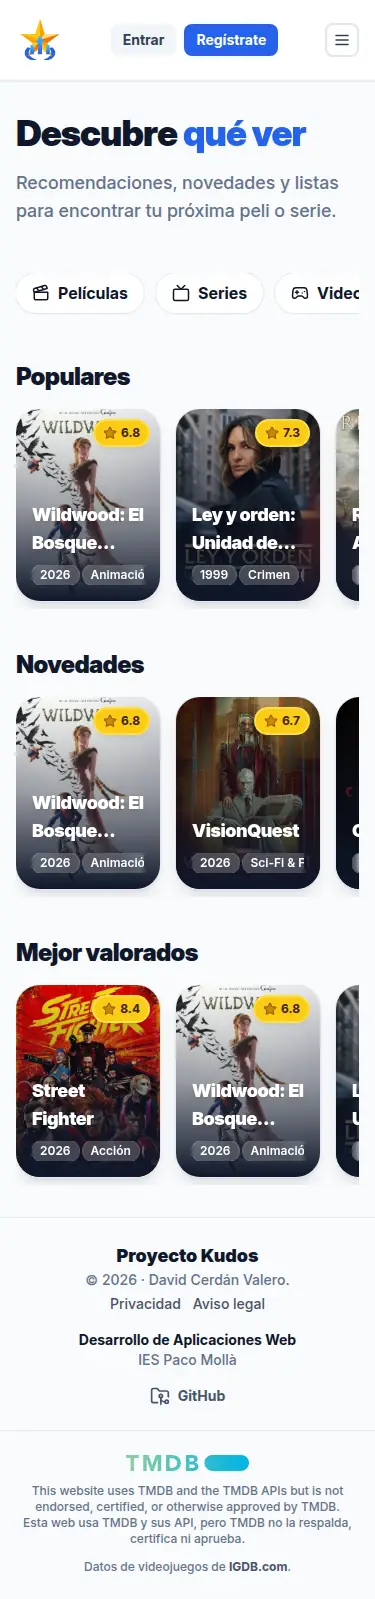 Entrar
Regístrate
Descubre qué ver
Recomendaciones, novedades y listas
para encontrar tu próxima peli o serie.
Películas
Series
Videc
Populares
6.8
Wildwood: El
Bosque...
2026
Animació
7.3
Ley y orden:
Unidad de...
LEY Y ORDEN
1999
Crimen
Novedades
6.8
Wildwood: El
Bosque...
2026
Animació
6.7
VisionQuest
2026
Sci-Fi & F
Mejor valorados
STREET
FIGHTER
8.4
Street
Fighter
2026
Acción
6.8
Wildwood: El
Bosque...
2026
Animació
Proyecto Kudos
© 2026 · David Cerdán Valero.
Privacidad
Aviso legal
Desarrollo de Aplicaciones Web
IES Paco Mollà
GitHub
TMDB
This website uses TMDB and the TMDB APIs but is not
endorsed, certified, or otherwise approved by TMDB.
Esta web usa TMDB y sus API, pero TMDB no la respalda,
certifica ni aprueba.
Datos de videojuegos de IGDB.com.